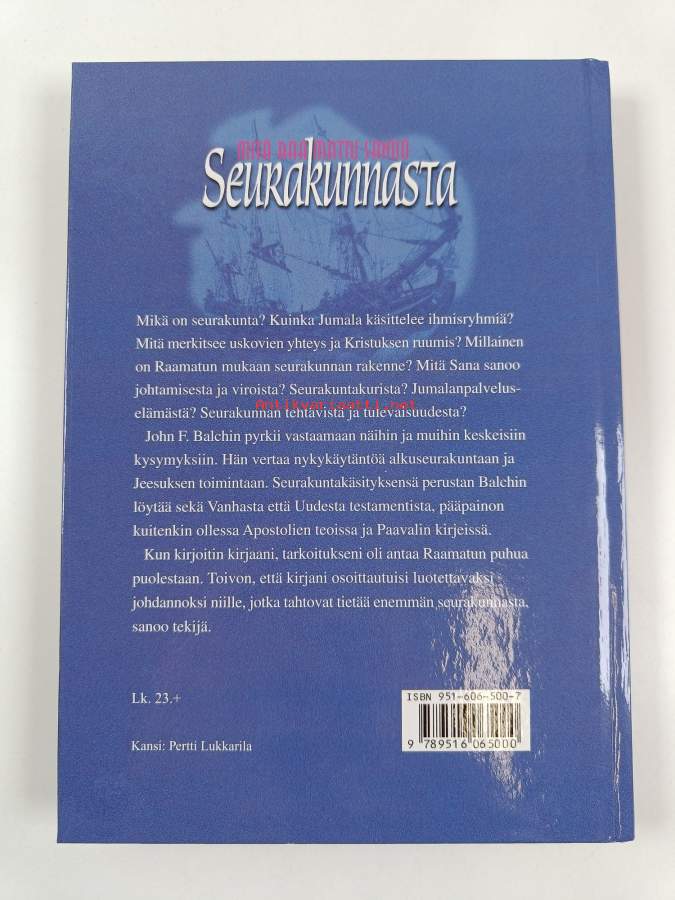 MITÄ RAAMATTU SANOO
SEURAKUNNASTA
Mikä on seurakunta? Kuinka Jumala käsittelee ihmisryhmiä?
Mitä merkitsee uskovien yhteys ja Kristuksen ruumis? Millainen
on Raamatun mukaan seurakunnan rakenne? Mitä Sana sanoo
johtamisesta ja viroista? Seurakuntakurista? Jumalanpalvelus-
elämästä? Seurakunnan tehtävistä ja tulevaisuudesta?
Antikvariaatti.net
John F. Balchin pyrkii vastaamaan näihin ja muihin keskeisiin
kysymyksiin. Hän vertaa nykykäytäntöä alkuseurakuntaan ja
Jeesuksen toimintaan. Seurakuntakäsityksensä perustan Balchin
löytää sekä Vanhasta että Uudesta testamentista, pääpainon
kuitenkin ollessa Apostolien teoissa ja Paavalin kirjeissä.
Kun kirjoitin kirjaani, tarkoitukseni oli antaa Raamatun puhua
puolestaan. Toivon, että kirjani osoittautuisi luotettavaksi
johdannoksi niille, jotka tahtovat tietää enemmän seurakunnasta,
sanoo tekijä.
Lk. 23.+
ISBN 951-606-500-7
9 789516 065000
Kansi: Pertti Lukkarila